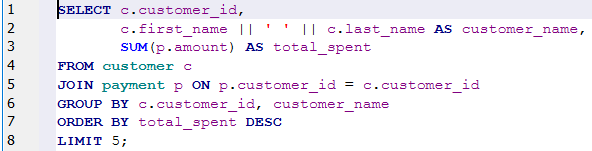 1 SELECT c.customer_id,
2 c.first_name || ' ' || c.last_name AS customer_name,
3 SUM(p.amount) AS total_spent
4 FROM customer c
5 JOIN payment p ON p.customer_id = c.customer_id
6 GROUP BY c.customer_id, customer_name
7 ORDER BY total_spent DESC
8 LIMIT 5;